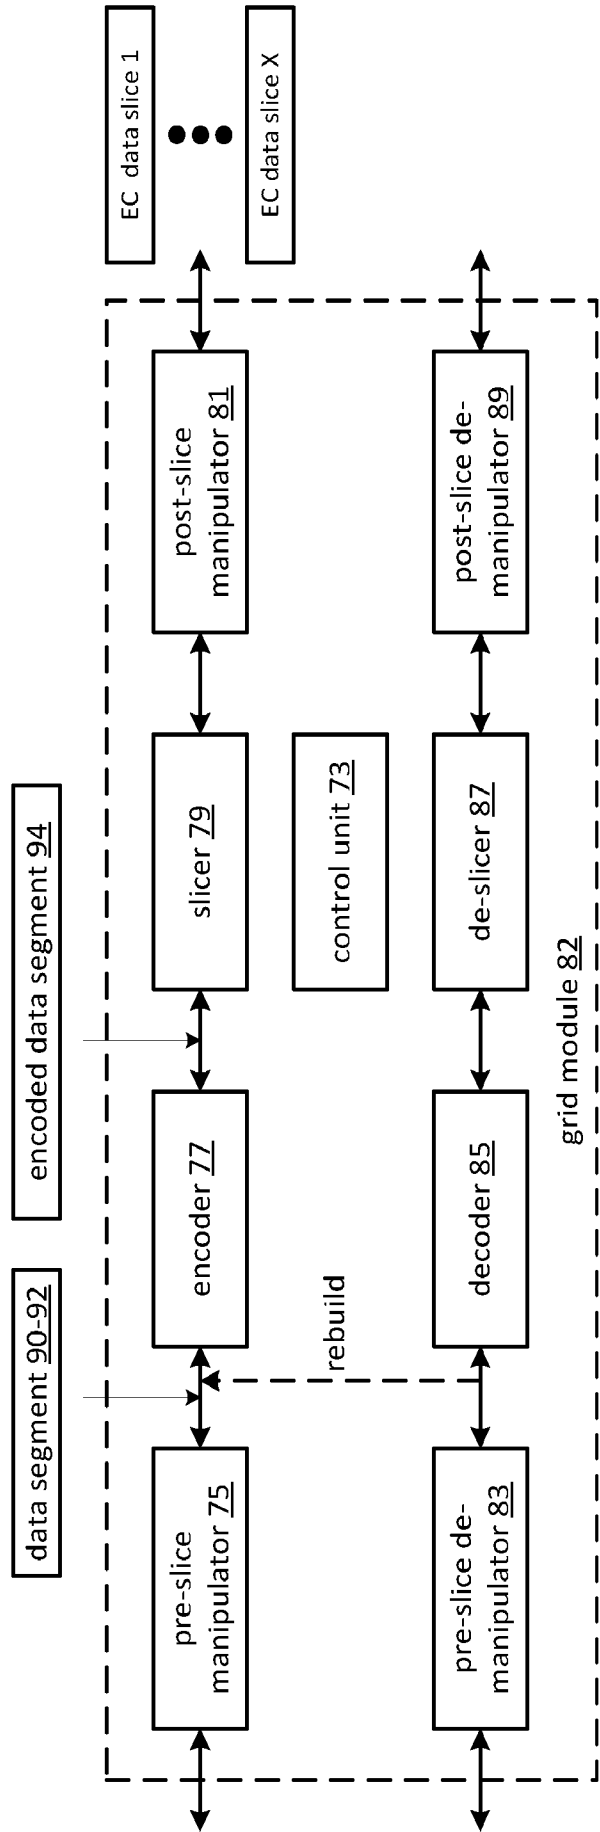 data segment 90-92
encoded data segment 94
pre-slice
manipulator 75
encoder 77
slicer 79
post-slice
manipulator 81
EC data slice 1
EC data slice X
rebuild
control unit 73
pre-slice de-
manipulator 83
decoder 85
de-slicer 87
post-slice de-
manipulator 89
grid module 82